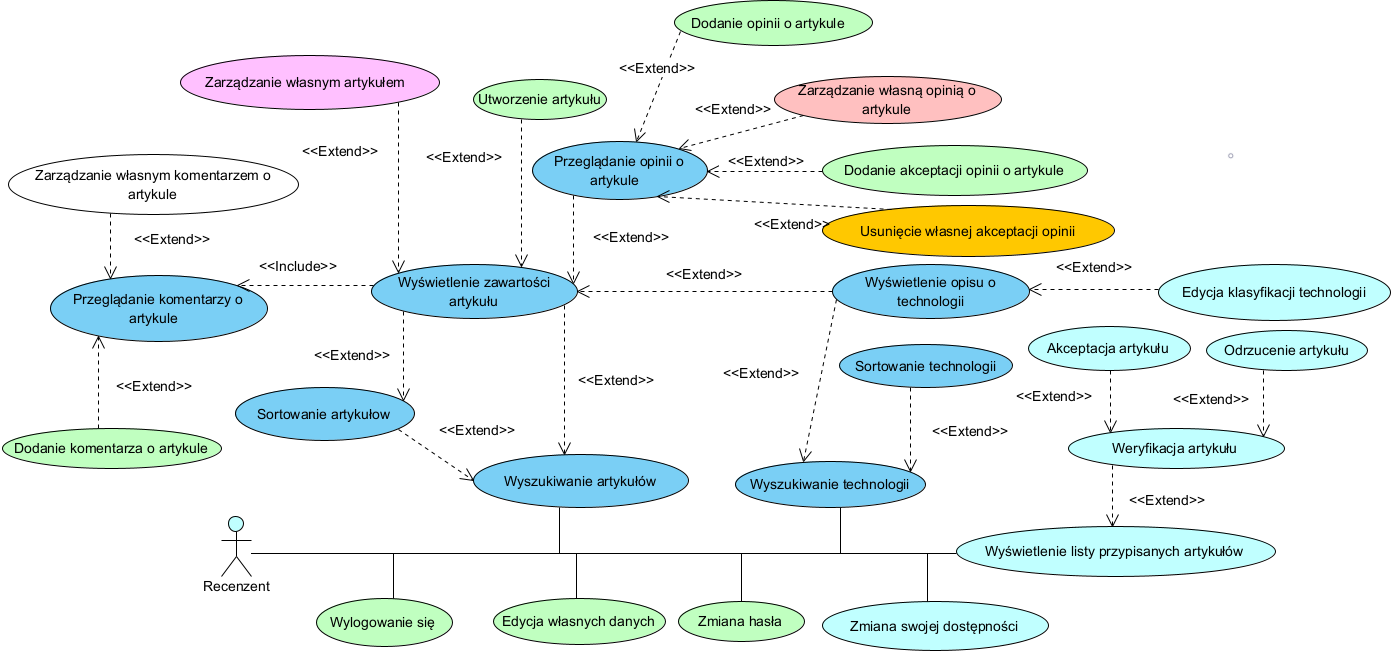 Dodanie opinii o artykule
<<Extend>>
Zarządzanie własnym artykułem
Utworzenie artykułu
Zarządzanie własną opinią o
artykule
<<Extend>>
<<Extend>>
<<Extend>>
Przeglądanie opinii o
artykule
<<Extend>>
Dodanie akceptacji opinii o artykule
Zarządzanie własnym komentarzem o
artykule
<<Extend>>
Usunięcie własnej akceptacji opinii
<<Extend>>
<<Extend>>
<<Include>>
<<Extend>>
<<Extend>>
Przeglądanie komentarzy o
artykule
Wyświetlenie zawartości
artykułu
Wyświetlenie opisu o
technologii
Edycja klasyfikacji technologii
<<Extend>>
<<Extend>>
Akceptacja artykułu
Odrzucenie artykułu
Sortowanie technologii
<<Extend>>
<<Extend>>
<<Extend>>
<<Extend>>
Sortowanie artykułow
<<Extend>>
<<Extend>>
Dodanie komentarza o artykule
Weryfikacja artykułu
Wyszukiwanie artykułów
Wyszukiwanie technologii
<<Extend>>
Wyświetlenie listy przypisanych artykułów
Recenzent
Wylogowanie się
Edycja własnych danych
Zmiana hasła
Zmiana swojej dostępności